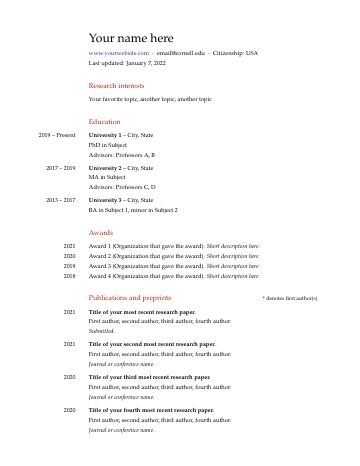 Your name here
www.yourwebsite.com - email@cornell.edu - Citizenship: USA
Last updated: January 7, 2022
Research interests
Your favorite topic, another topic, another topic
Education
2019 – Present University 1 – City, State
PhD in Subject
Advisors: Professors A, B
2017 – 2019 University 2 – City, State
MA in Subject
Advisors: Professors C, D
2013 – 2017 University 3 – City, State
BA in Subject 1, minor in Subject 2
Awards
2021 Award 1 (Organization that gave the award). Short description here.
2020 Award 2 (Organization that gave the award). Short description here.
2019 Award 3 (Organization that gave the award). Short description here.
2018 Award 4 (Organization that gave the award). Short description here.
Publications and preprints * denotes first author(s)
2021 Title of your most recent research paper.
First author, second author, third author, fourth author.
Submitted.
2021 Title of your second most recent research paper.
First author, second author, third author, fourth author.
Journal or conference name.
2020 Title of your third most recent research paper.
First author, second author, third author, fourth author.
Journal or conference name.
2020 Title of your fourth most recent research paper.
First author, second author, third author, fourth author.
Journal or conference name.